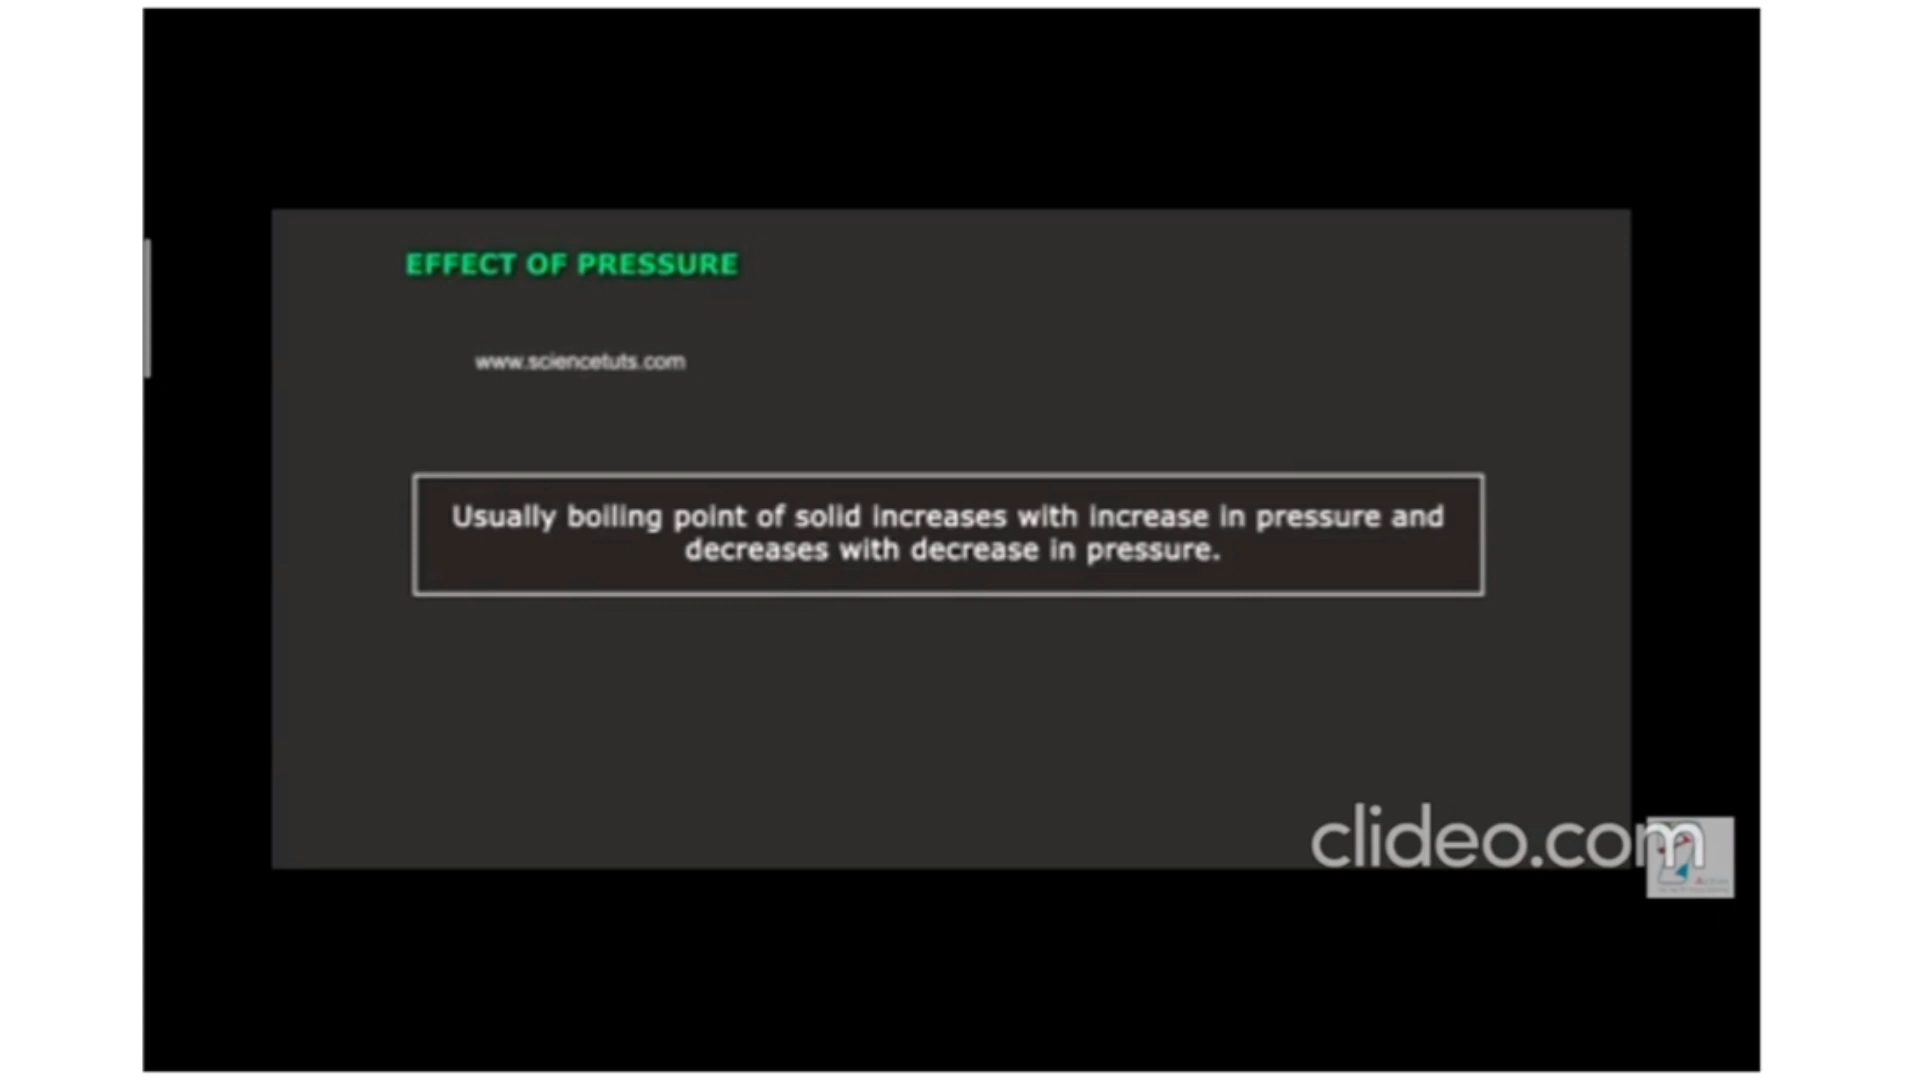 EFFECT OF PRESSURE
www.sciencetuts.com
Usually boiling point of solid increases with increase in pressure and
decreases with decrease in pressure.
clideo.com